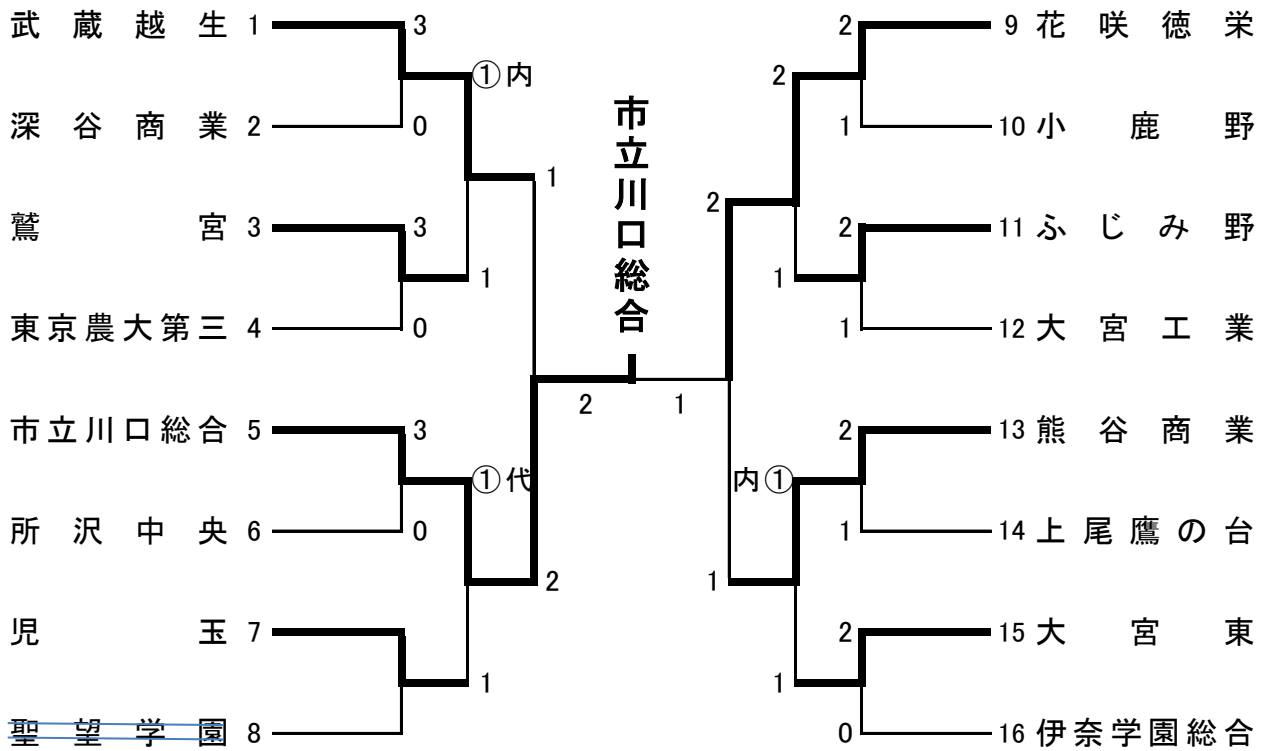 武蔵越生 1 3
①内
深谷商業 2 0
1
鷲宮 3 3
1
東京農大第三 4 0
市立川口総合 5 3
①代
所沢中央 6 0
2
児玉 7
1
聖望学園 8
市立川口総合
2 1
2 9 花咲徳栄
2
1 10 小鹿野
2
2 11 ふじみ野
1
1 12 大宮工業
2 13 熊谷商業
内①
1 14 上尾鷹の台
1
2 15 大宮東
1
0 16 伊奈学園総合